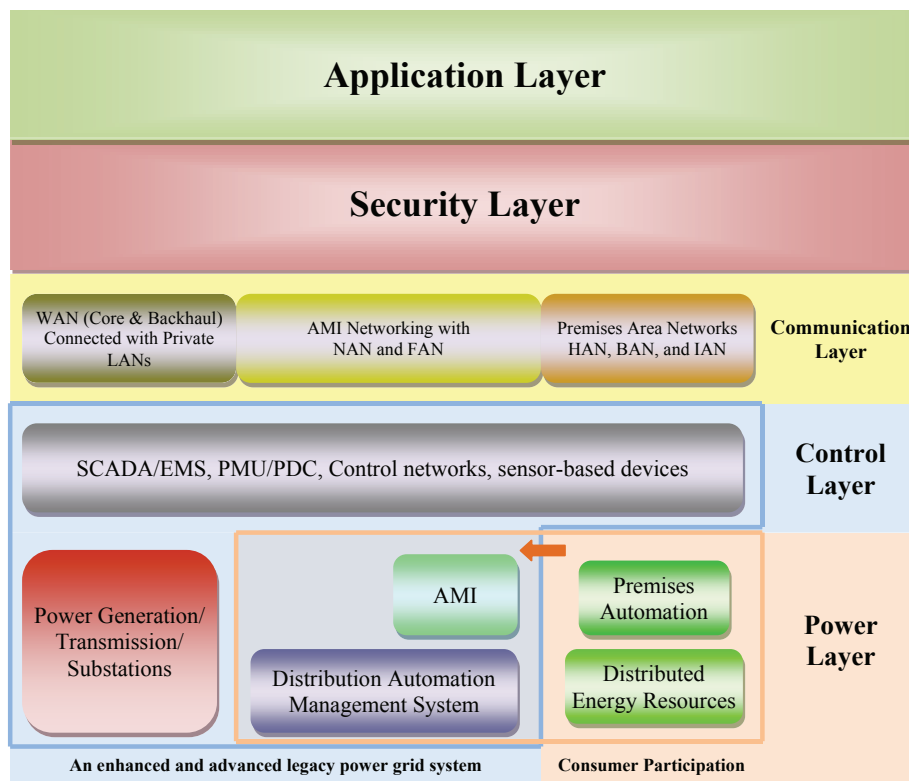 Application Layer
Security Layer
WAN (Core & Backhaul)
Connected with Private
LANs
AMI Networking with
NAN and FAN
Premises Area Networks
HAN, BAN, and IAN
Communication
Layer
SCADA/EMS, PMU/PDC, Control networks, sensor-based devices
Control
Layer
Power Generation/
Transmission/
Substations
AMI
Distribution Automation
Management System
Premises
Automation
Distributed
Energy Resources
Power
Layer
An enhanced and advanced legacy power grid system
Consumer Participation